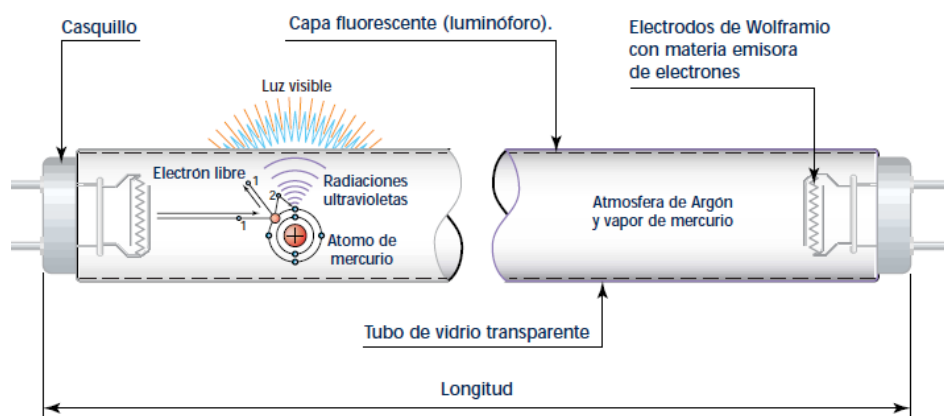 Casquillo
Capa fluorescente (luminóforo).
Electrodos de Wolframio
con materia emisora
de electrones
Luz visible
Electrón libre
1
2
1
Radiaciones
ultravioletas
Atomo de
mercurio
Atmosfera de Argón
y vapor de mercurio
Tubo de vidrio transparente
Longitud